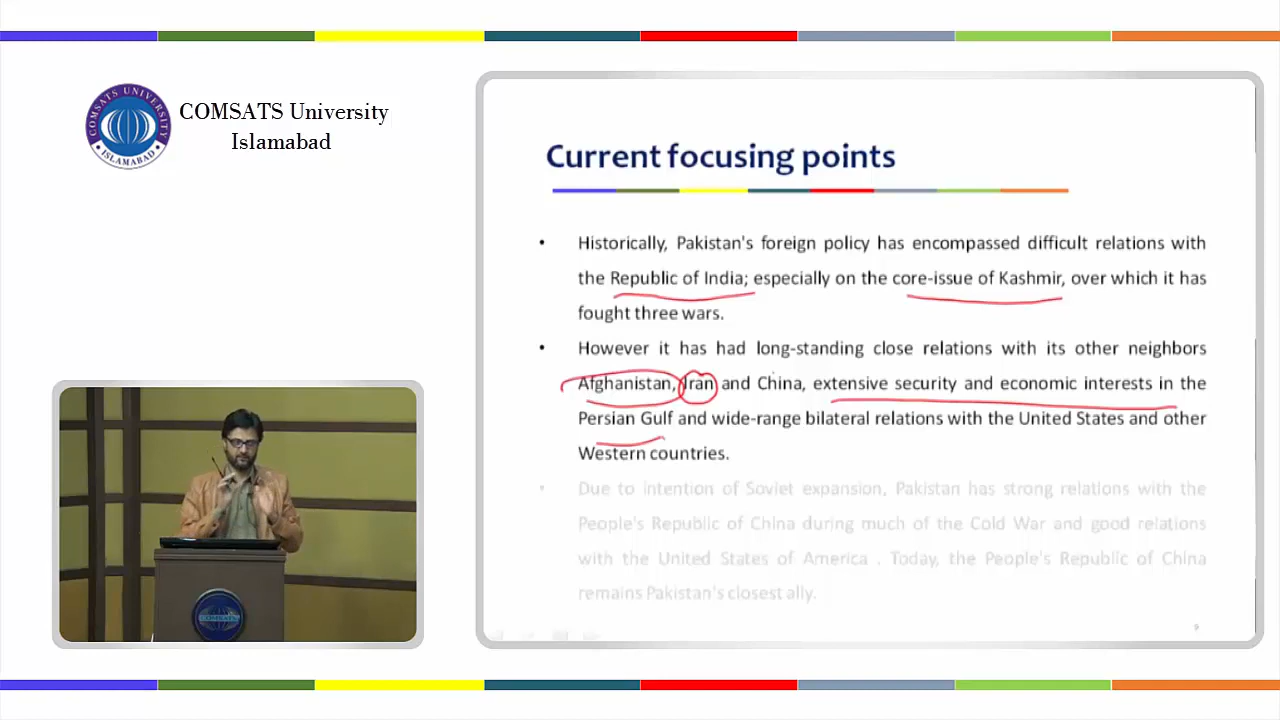 COMSATS UNIVERSITY
ISLAMABAD
COMSATS University
Islamabad
Current focusing points
• Historically, Pakistan's foreign policy has encompassed difficult relations with
the Republic of India; especially on the core-issue of Kashmir, over which it has
fought three wars.
• However it has had long-standing close relations with its other neighbors
Afghanistan, Iran and China, extensive security and economic interests in the
Persian Gulf and wide-range bilateral relations with the United States and other
Western countries.
• Due to intention of Soviet expansion, Pakistan has strong relations with the
People's Republic of China during much of the Cold War and good relations
with the United States of America . Today, the People's Republic of China
remains Pakistan's closest ally.
9
COMSATS